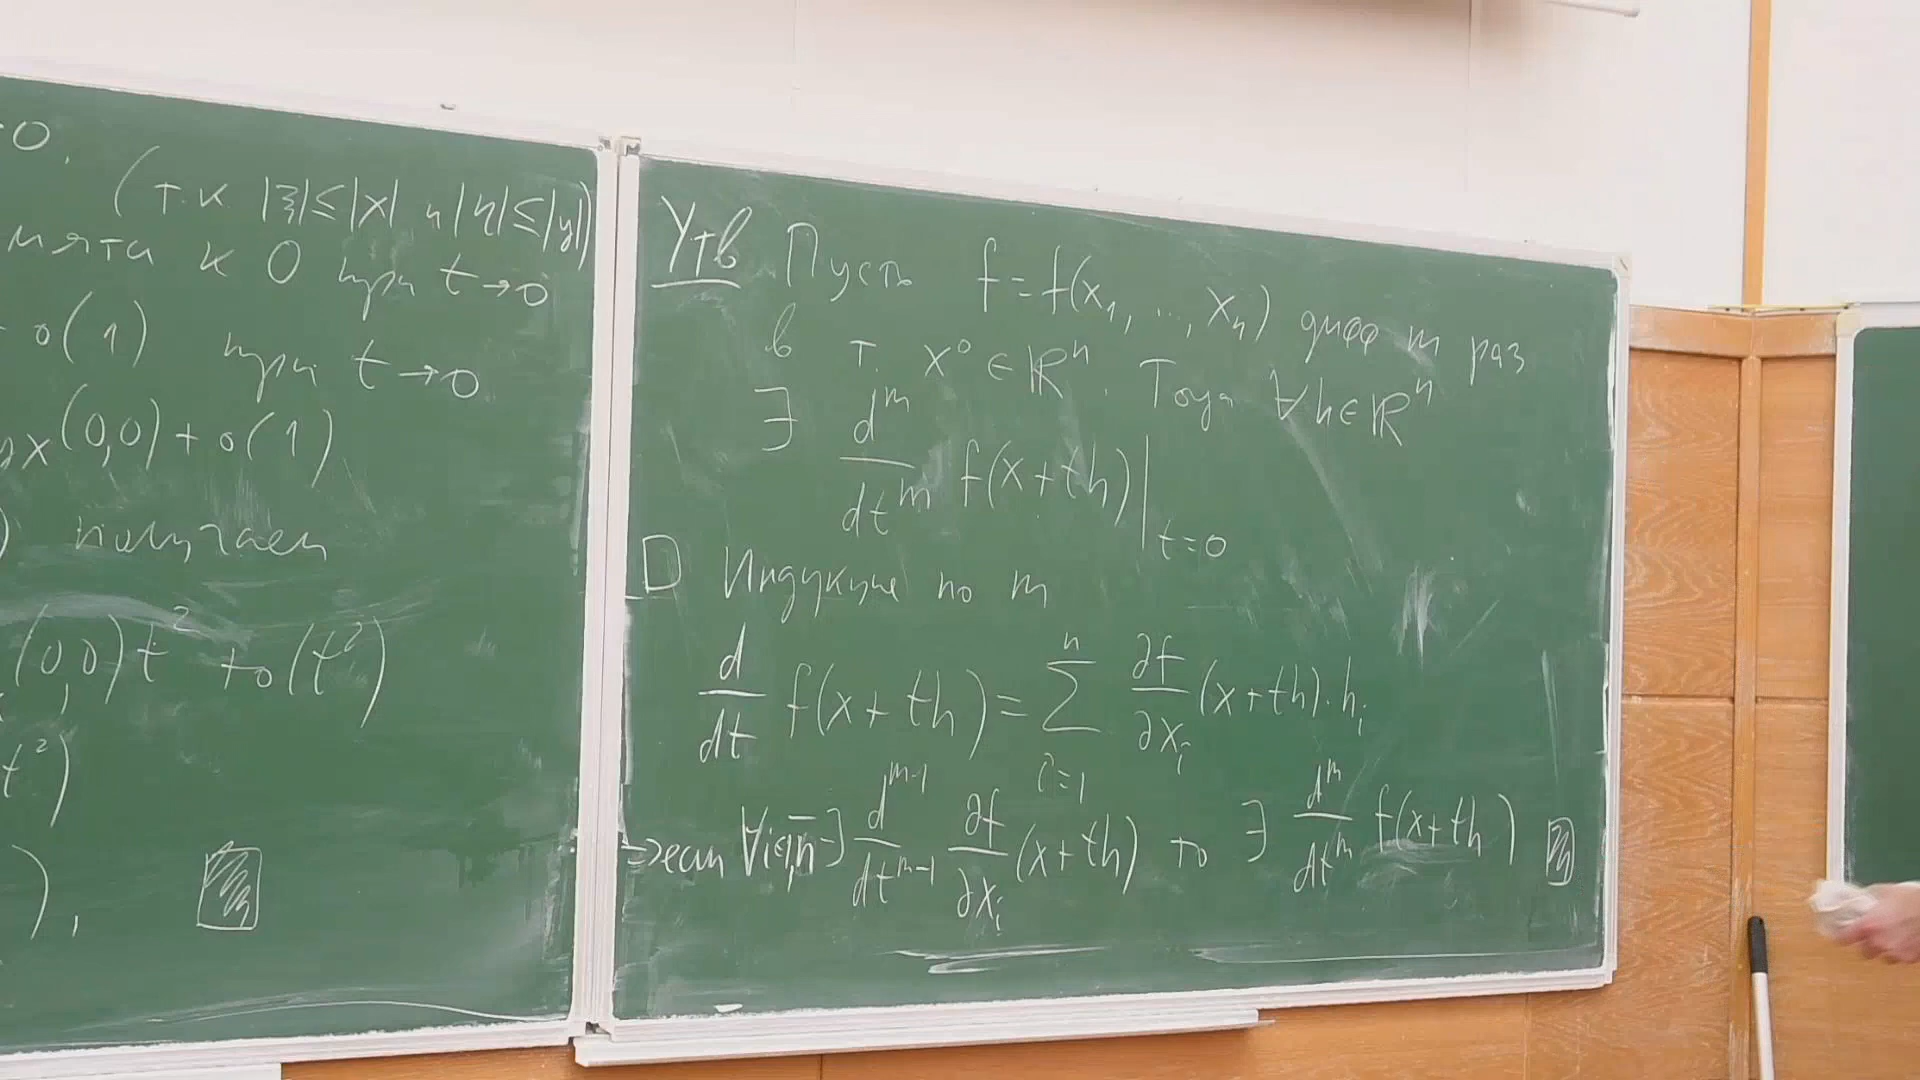 0.
(т.к |ξ|≤|x| и |η|≤|y|)
мята к 0 при t→0
o(1) при t→0
x(0,0)+o(1)
) получаем
(0,0)t²+o(t²)
t²)
),
Утв Пусть f=f(x₁,...,xₙ) дифф m раз
в т. x⁰∈ℝⁿ. Тогда ∀h∈ℝⁿ
∃ dᵐ/dtᵐ f(x+th)|ₜ₌₀
Индукция по m
d/dt f(x+th)=∑ᵢ₌₁ⁿ ∂f/∂xᵢ (x+th)·hᵢ
⇒ если ∀i∈1,n̅ ∃ dᵐ⁻¹/dtᵐ⁻¹ ∂f/∂xᵢ (x+th) то ∃ dᵐ/dtᵐ f(x+th)